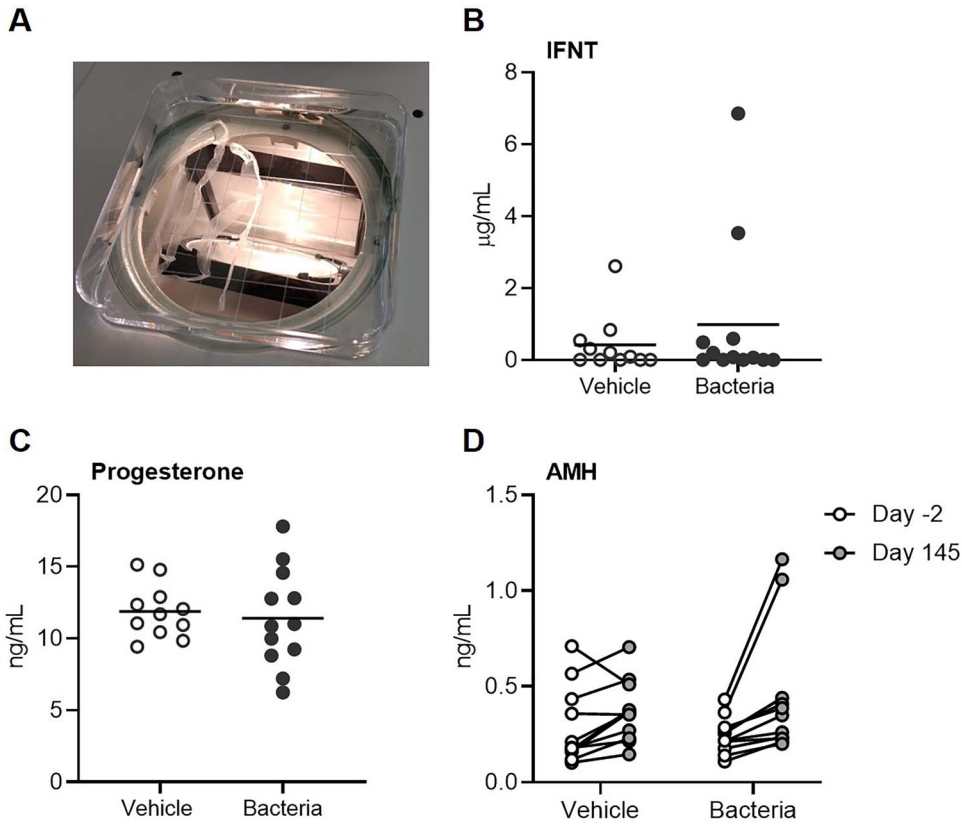 A
B
IFNT
8
6
4
2
0
µg/mL
Vehicle
Bacteria
C
Progesterone
20
15
10
5
0
ng/mL
Vehicle
Bacteria
D
AMH
1.5
1.0
0.5
0.0
ng/mL
Vehicle
Bacteria
Day -2
Day 145